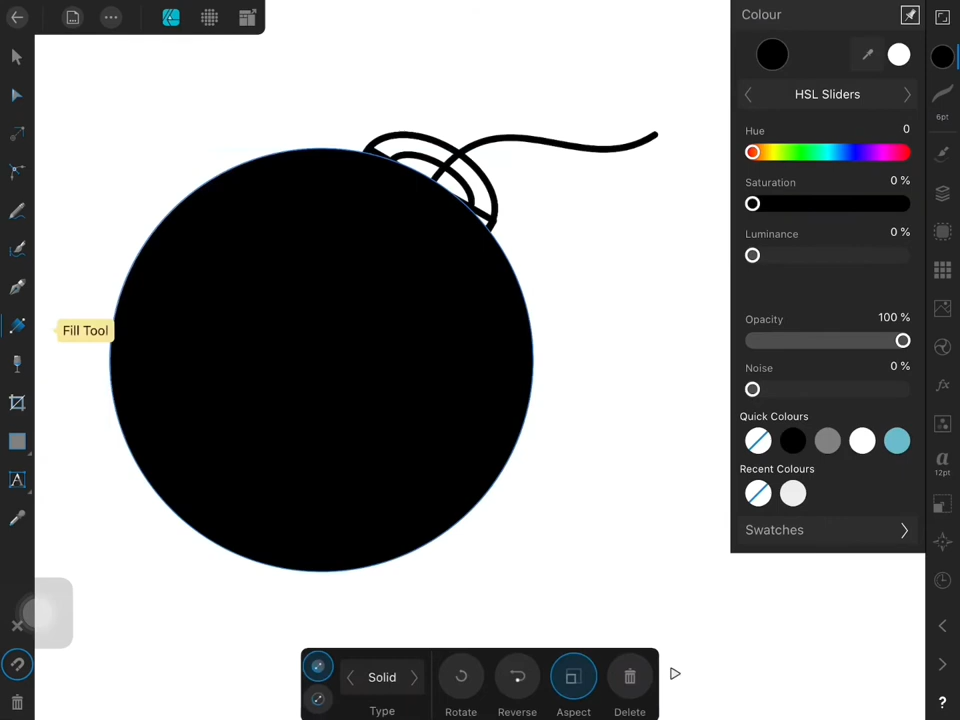 Colour
HSL Sliders
6pt
Hue
0
Saturation
0 %
Luminance
0 %
Opacity
100 %
Noise
0 %
Quick Colours
Recent Colours
Swatches
a
12pt
fx
Fill Tool
A
Solid
Type
Rotate
Reverse
Aspect
Delete
?